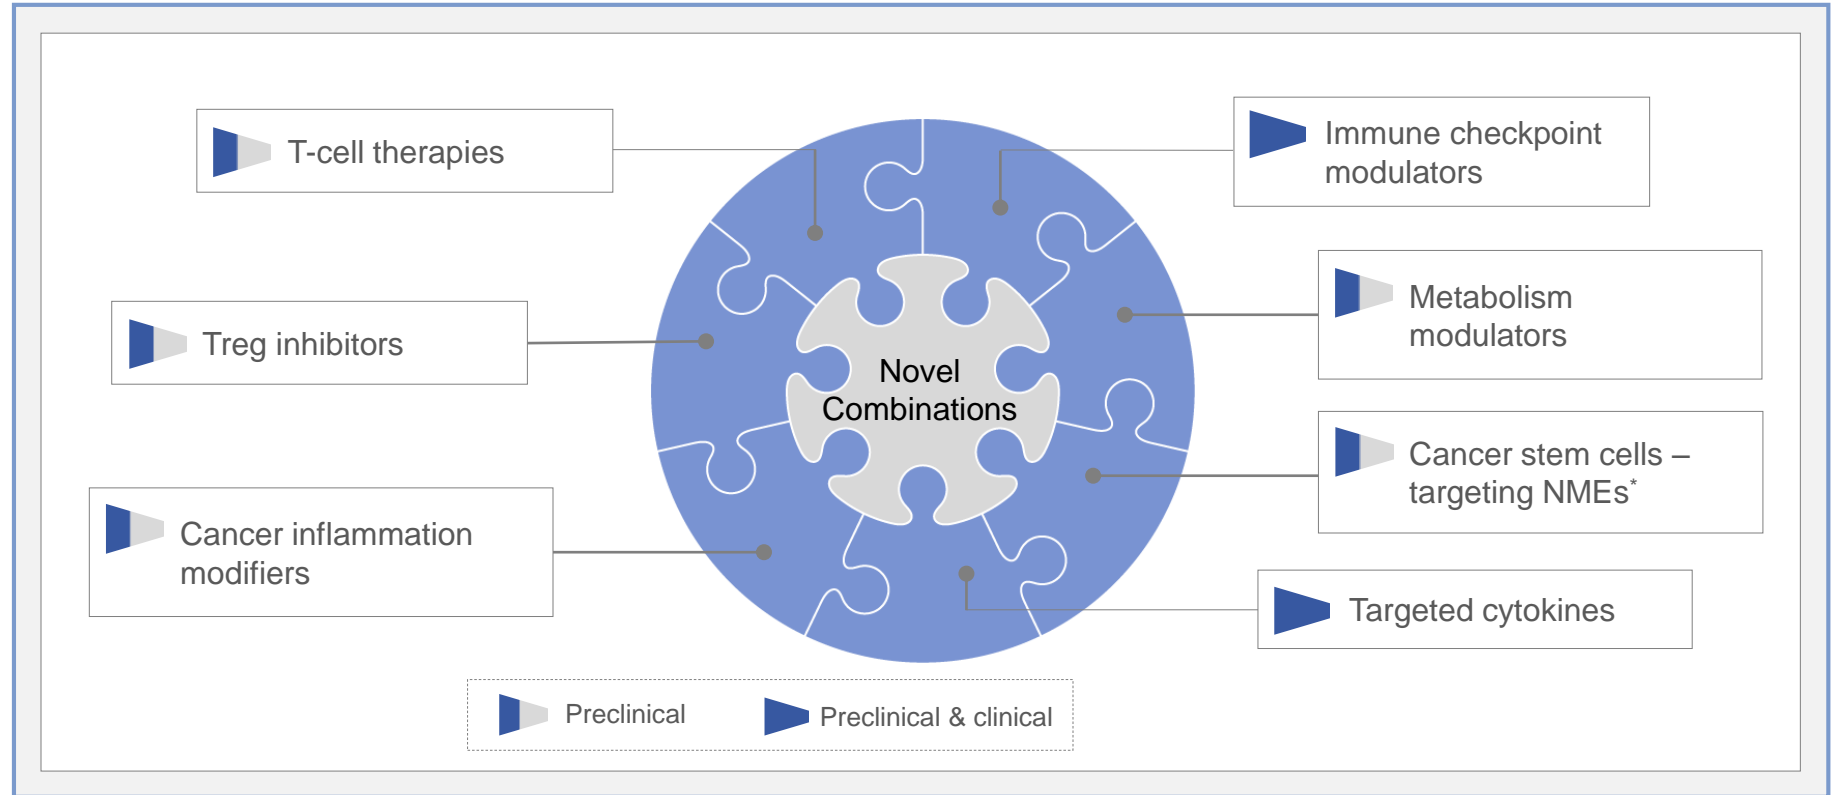 T-cell therapies
Immune checkpoint
modulators
Treg inhibitors
Metabolism
modulators
Novel
Combinations
Cancer inflammation
modifiers
Cancer stem cells –
targeting NMEs*
Targeted cytokines
Preclinical
Preclinical & clinical